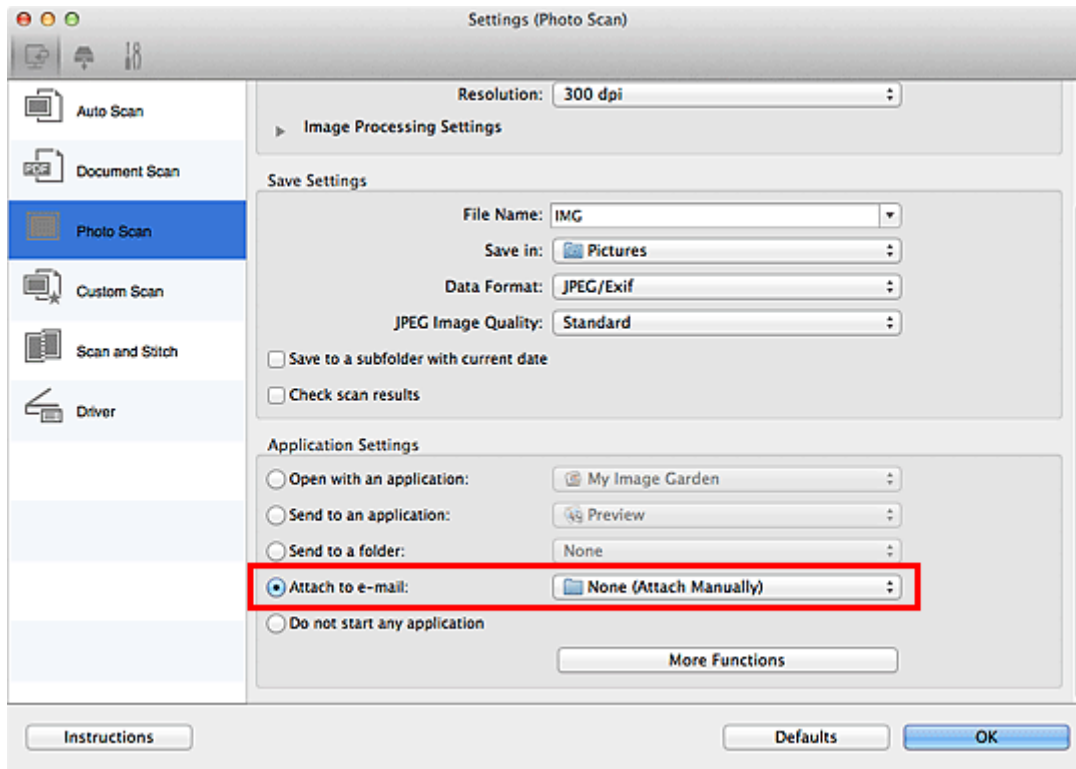 Settings (Photo Scan)
Auto Scan
Document Scan
Photo Scan
Custom Scan
Scan and Stitch
Driver
Resolution: 300 dpi
Image Processing Settings
Save Settings
File Name: IMG
Save in: Pictures
Data Format: JPEG/Exif
JPEG Image Quality: Standard
Save to a subfolder with current date
Check scan results
Application Settings
Open with an application: My Image Garden
Send to an application: Preview
Send to a folder: None
Attach to e-mail: None (Attach Manually)
Do not start any application
More Functions
Instructions Defaults OK